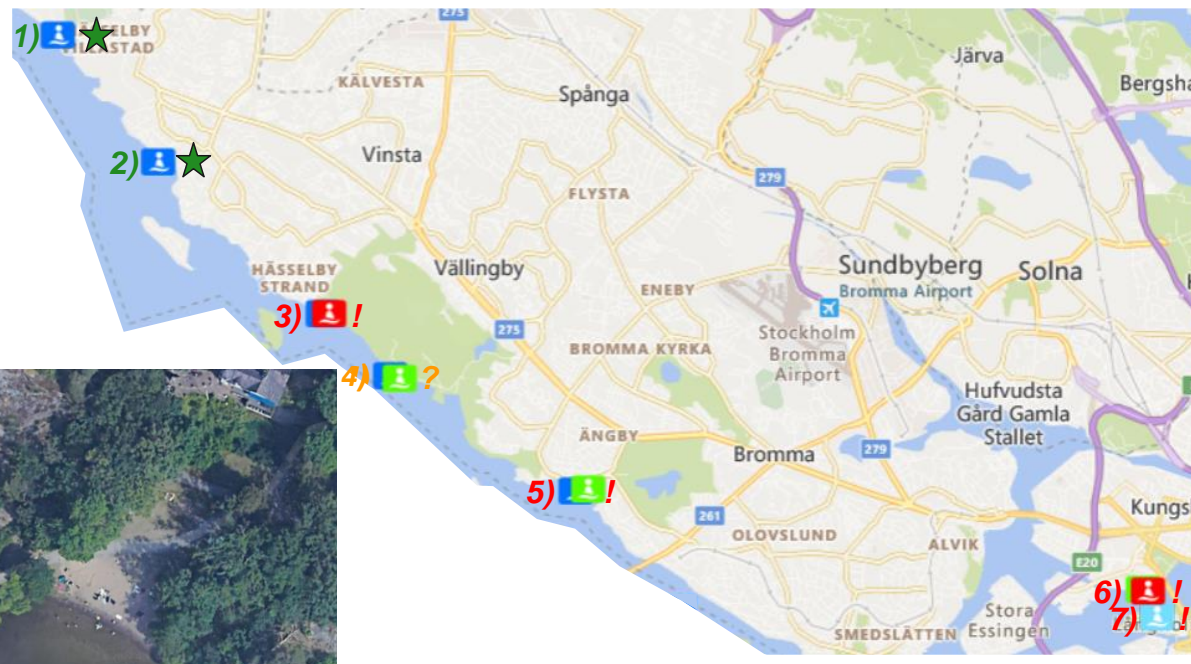 275
1)
HÄSSELBY
VILLASTAD
Järva
KÄLVESTA
Bergsha
Spånga
2)
Vinsta
279
FLYSTA
HÄSSELBY
STRAND
Vällingby
Sundbyberg
Solna
ENEBY
Bromma Airport
3)
!
275
Stockholm
Bromma
Airport
BROMMA KYRKA
4)
?
Hufvudsta
Gård Gamla
Stallet
ÄNGBY
Bromma
279
5)
!
Kungs
261
OLOVSLUND
ALVIK
E20
6)
!
Stora
Essingen
7)
!
SMEDSLÄTTEN